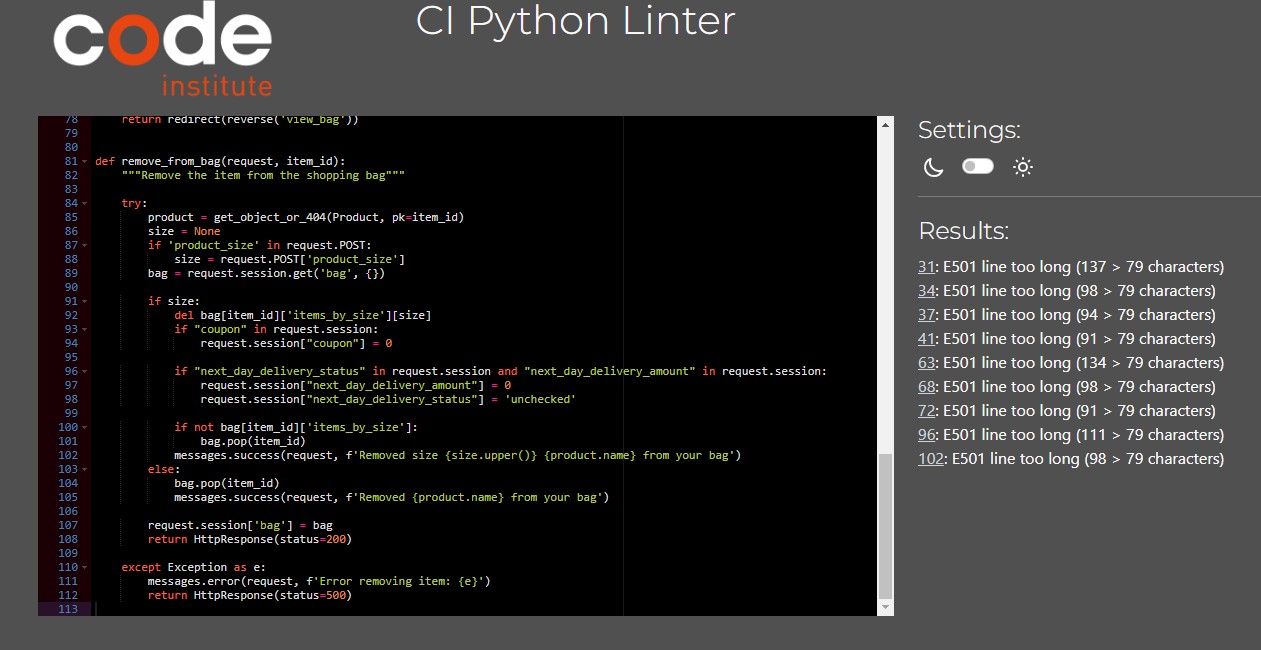 code
institute
CI Python Linter
78 return redirect(reverse('view_bag'))
79
80
81 def remove_from_bag(request, item_id):
82 """Remove the item from the shopping bag"""
83
84 try:
85 product = get_object_or_404(Product, pk=item_id)
86 size = None
87 if 'product_size' in request.POST:
88 size = request.POST['product_size']
89 bag = request.session.get('bag', {})
90
91 if size:
92 del bag[item_id]['items_by_size'][size]
93 if "coupon" in request.session:
94 request.session["coupon"] = 0
95
96 if "next_day_delivery_status" in request.session and "next_day_delivery_amount" in request.session:
97 request.session["next_day_delivery_amount"] = 0
98 request.session["next_day_delivery_status"] = 'unchecked'
99
100 if not bag[item_id]['items_by_size']:
101 bag.pop(item_id)
102 messages.success(request, f'Removed size {size.upper()} {product.name} from your bag')
103 else:
104 bag.pop(item_id)
105 messages.success(request, f'Removed {product.name} from your bag')
106
107 request.session['bag'] = bag
108 return HttpResponse(status=200)
109
110 except Exception as e:
111 messages.error(request, f'Error removing item: {e}')
112 return HttpResponse(status=500)
113
Settings:
Results:
31: E501 line too long (137 > 79 characters)
34: E501 line too long (98 > 79 characters)
37: E501 line too long (94 > 79 characters)
41: E501 line too long (91 > 79 characters)
63: E501 line too long (134 > 79 characters)
68: E501 line too long (98 > 79 characters)
72: E501 line too long (91 > 79 characters)
96: E501 line too long (111 > 79 characters)
102: E501 line too long (98 > 79 characters)